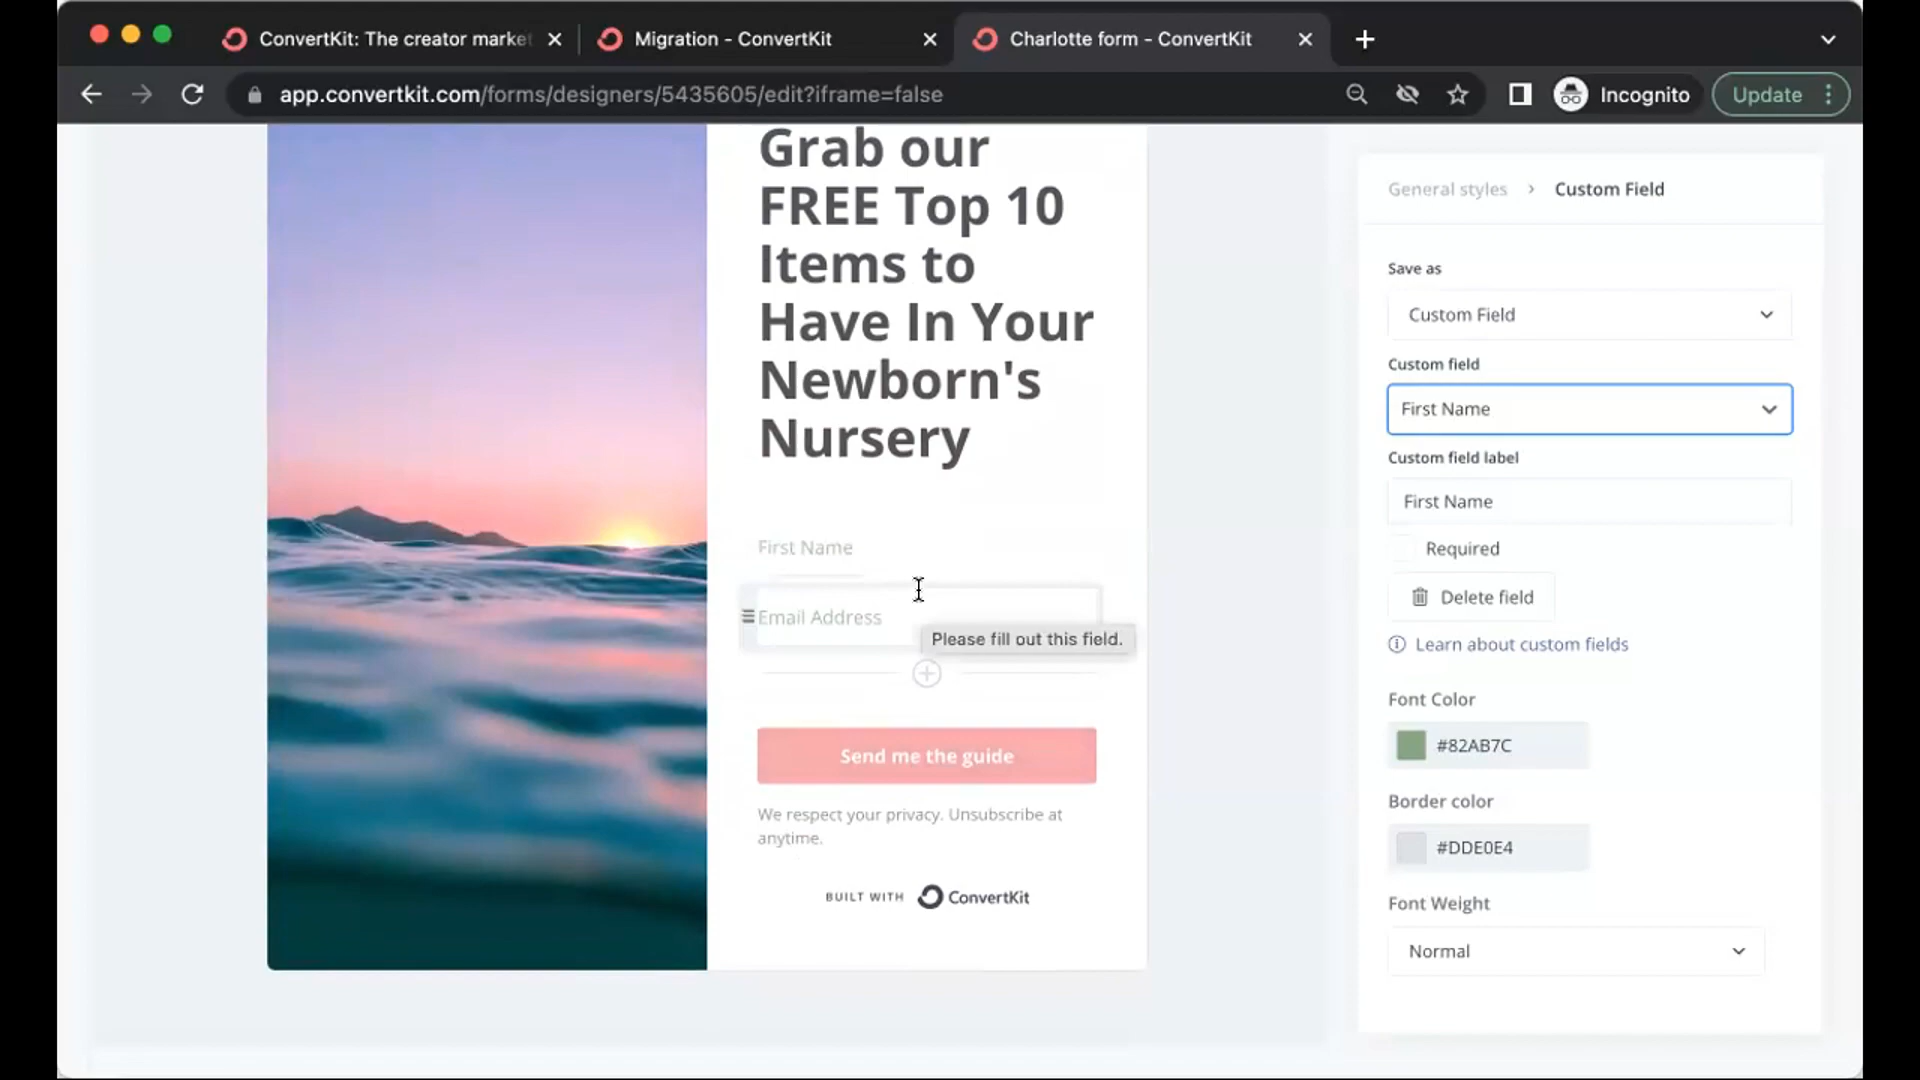 ConvertKit: The creator market
Migration - ConvertKit
Charlotte form - ConvertKit
app.convertkit.com/forms/designers/5435605/edit?iframe=false
Incognito
Update
Grab our
FREE Top 10
Items to
Have In Your
Newborn's
Nursery
First Name
Email Address
Please fill out this field.
Send me the guide
We respect your privacy. Unsubscribe at
anytime.
BUILT WITH ConvertKit
General styles > Custom Field
Save as
Custom Field
Custom field
First Name
Custom field label
First Name
Required
Delete field
Learn about custom fields
Font Color
#82AB7C
Border color
#DDE0E4
Font Weight
Normal